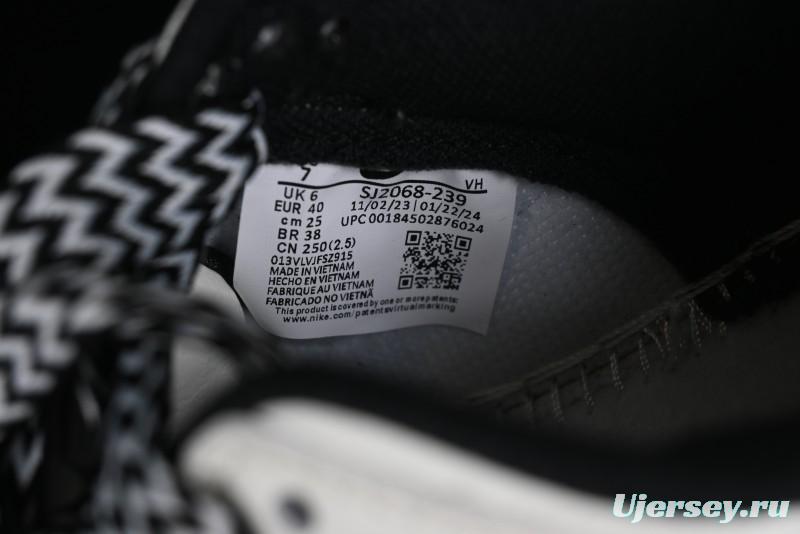 7
UK 6
EUR 40
cm 25
BR 38
CN 250(2.5)
013VLVJFSZ915
MADE IN VIETNAM
HECHO EN VIETNAM
FABRIQUE AU VIETNAM
FABRICADO NO VIETNÃ
This product is covered by one or more patents:
www.nike.com/patentsvirtualmarking
VH
SJ2068-239
11/02/23 | 01/22/24
UPC 00184502876024
Ujersey.ru